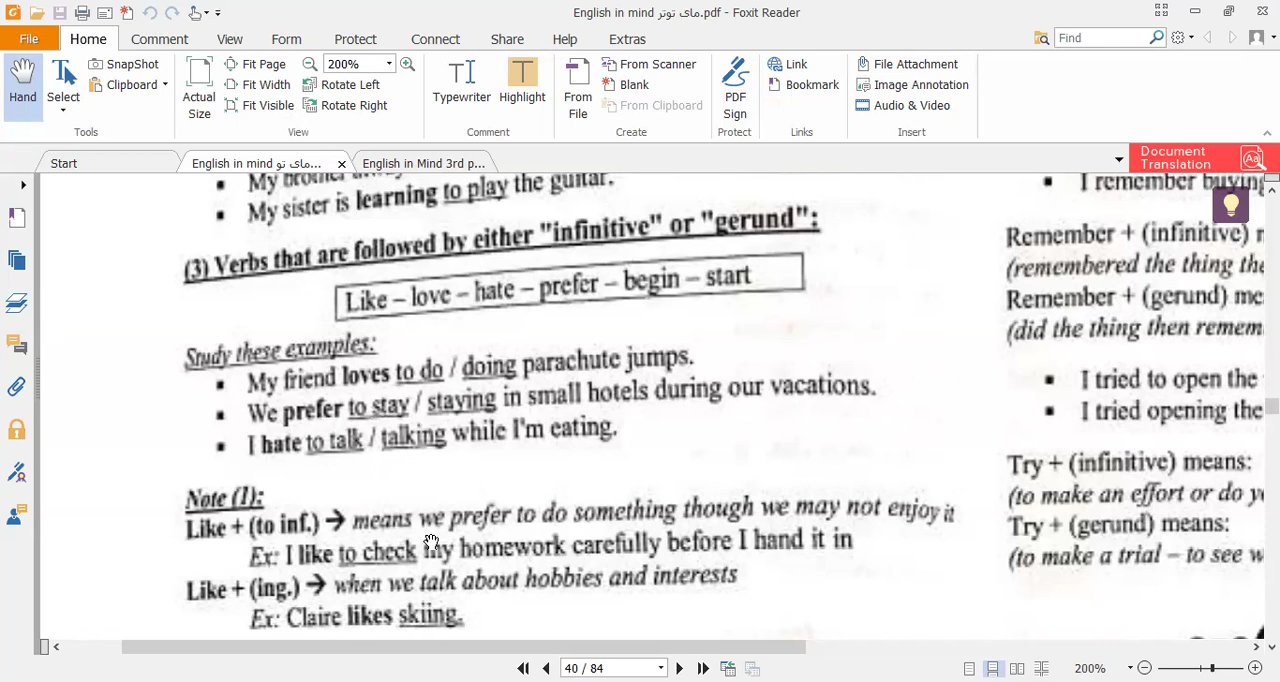 English in mind ماى توتر.pdf - Foxit Reader
File Home Comment View Form Protect Connect Share Help Extras
Find
Hand
Select
SnapShot
Clipboard
Actual Size
Fit Page
Fit Width
Fit Visible
200%
Rotate Left
Rotate Right
Typewriter
Highlight
From File
From Scanner
Blank
From Clipboard
PDF Sign
Link
Bookmark
File Attachment
Image Annotation
Audio & Video
Tools View Comment Create Protect Links Insert
Start
English in mind ماى تو...
English in Mind 3rd p...
Document Translation
My brother
My sister is learning to play the guitar.
(3) Verbs that are followed by either "infinitive" or "gerund":
Like – love – hate – prefer – begin – start
Study these examples:
My friend loves to do / doing parachute jumps.
We prefer to stay / staying in small hotels during our vacations.
I hate to talk / talking while I'm eating.
Note (1):
Like + (to inf.) → means we prefer to do something though we may not enjoy it
Ex: I like to check my homework carefully before I hand it in
Like + (ing.) → when we talk about hobbies and interests
Ex: Claire likes skiing.
I remember buying
Remember + (infinitive) m
(remembered the thing the
Remember + (gerund) me
(did the thing then remem
I tried to open the
I tried opening the
Try + (infinitive) means:
(to make an effort or do y
Try + (gerund) means:
(to make a trial – to see w
40 / 84
200%